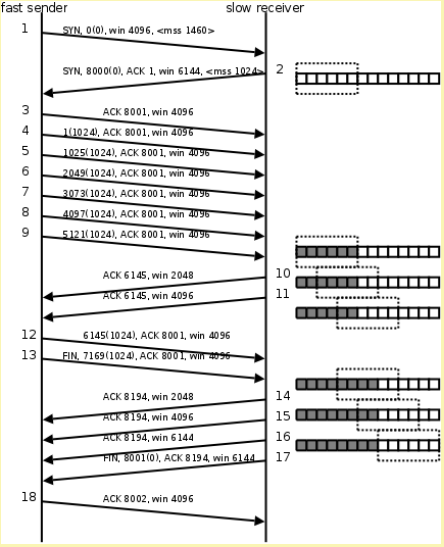 fast sender slow receiver
1 SYN, 0(0), win 4096, <mss 1460>
SYN, 8000(0), ACK 1, win 6144, <mss 1024> 2
3 ACK 8001, win 4096
4 1(1024), ACK 8001, win 4096
5 1025(1024), ACK 8001, win 4096
6 2049(1024), ACK 8001, win 4096
7 3073(1024), ACK 8001, win 4096
8 4097(1024), ACK 8001, win 4096
9 5121(1024), ACK 8001, win 4096
ACK 6145, win 2048 10
ACK 6145, win 4096 11
12 6145(1024), ACK 8001, win 4096
13 FIN, 7169(1024), ACK 8001, win 4096
ACK 8194, win 2048 14
ACK 8194, win 4096 15
ACK 8194, win 6144 16
FIN, 8001(0), ACK 8194, win 6144 17
18 ACK 8002, win 4096